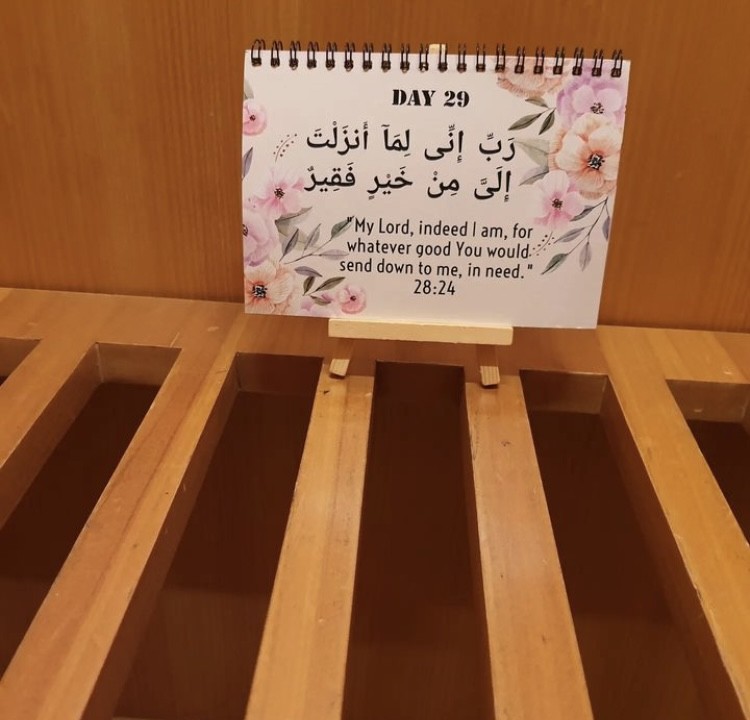 DAY 29
رَبِّ إِنِّى لِمَآ أَنزَلْتَ
إِلَىَّ مِنْ خَيْرٍ فَقِيرٌ
"My Lord, indeed I am, for
whatever good You would
send down to me, in need."
28:24